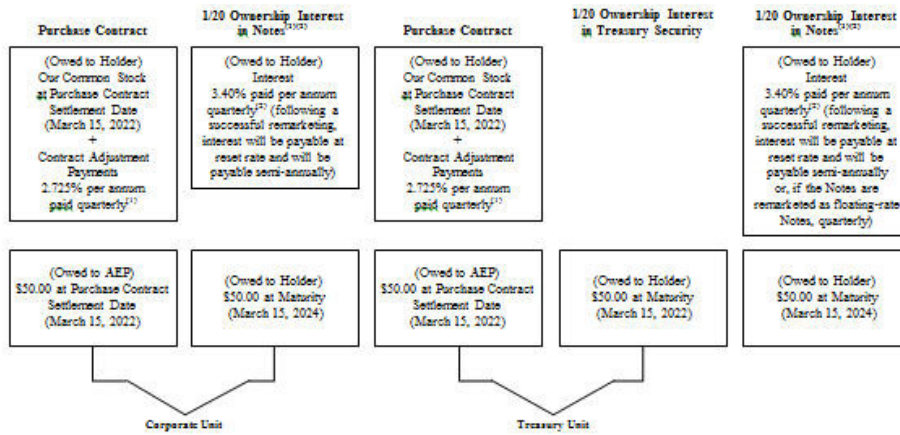 Purchase Contract
1/20 Ownership Interest
in Notes(1)(2)
Purchase Contract
1/20 Ownership Interest
in Treasury Security
1/20 Ownership Interest
in Notes(1)(2)
(Owed to Holder)
Our Common Stock
at Purchase Contract
Settlement Date
(March 15, 2022)
+
Contract Adjustment
Payments
2.725% per annum
paid quarterly(1)
(Owed to Holder)
Interest
3.40% paid per annum
quarterly(2) (following a
successful remarketing,
interest will be payable at
reset rate and will be
payable semi-annually)
(Owed to Holder)
Our Common Stock
at Purchase Contract
Settlement Date
(March 15, 2022)
+
Contract Adjustment
Payments
2.725% per annum
paid quarterly(1)
(Owed to Holder)
Interest
3.40% paid per annum
quarterly(2) (following a
successful remarketing,
interest will be payable at
reset rate and will be
payable semi-annually
or, if the Notes are
remarketed as floating-rate
Notes, quarterly)
(Owed to AEP)
$50.00 at Purchase Contract
Settlement Date
(March 15, 2022)
(Owed to Holder)
$50.00 at Maturity
(March 15, 2024)
(Owed to AEP)
$50.00 at Purchase Contract
Settlement Date
(March 15, 2022)
(Owed to Holder)
$50.00 at Maturity
(March 15, 2022)
(Owed to Holder)
$50.00 at Maturity
(March 15, 2024)
Corporate Unit
Treasury Unit